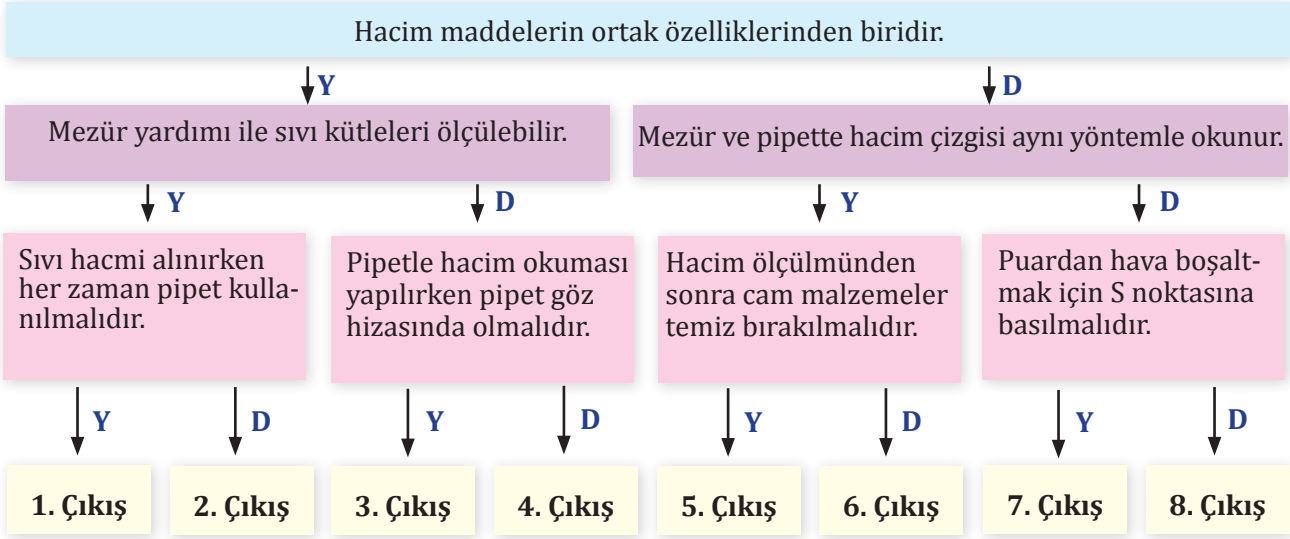 Hacim maddelerin ortak özelliklerinden biridir.
Y
D
Mezür yardımı ile sıvı kütleleri ölçülebilir.
Mezür ve pipette hacim çizgisi aynı yöntemle okunur.
Y
D
Y
D
Sıvı hacmi alınırken
her zaman pipet kulla-
nılmalıdır.
Pipetle hacim okuması
yapılırken pipet göz
hizasında olmalıdır.
Hacim ölçülmünden
sonra cam malzemeler
temiz bırakılmalıdır.
Puardan hava boşalt-
mak için S noktasına
basılmalıdır.
Y
D
Y
D
Y
D
Y
D
1. Çıkış
2. Çıkış
3. Çıkış
4. Çıkış
5. Çıkış
6. Çıkış
7. Çıkış
8. Çıkış